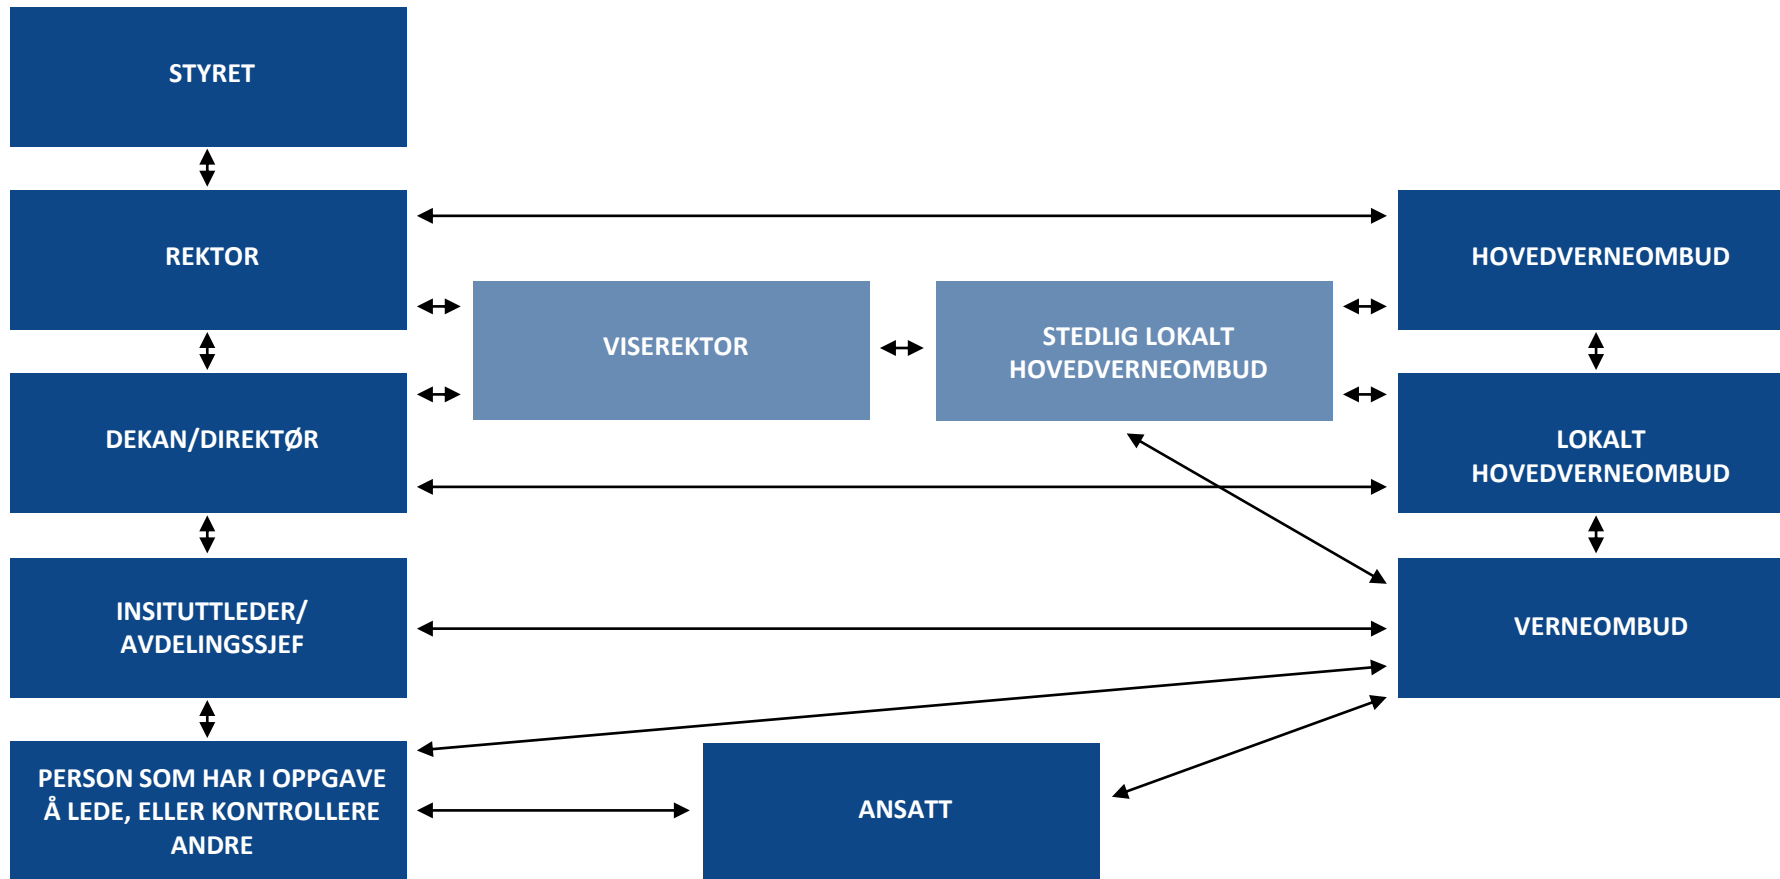 STYRET
REKTOR
HOVEDVERNEOMBUD
VISEREKTOR
STEDLIG LOKALT
HOVEDVERNEOMBUD
DEKAN/DIREKTØR
LOKALT
HOVEDVERNEOMBUD
INSITUTTLEDER/
AVDELINGSSJEF
VERNEOMBUD
PERSON SOM HAR I OPPGAVE
Å LEDE, ELLER KONTROLLERE
ANDRE
ANSATT